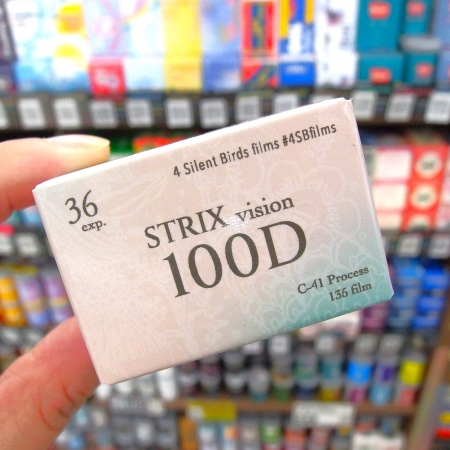 4 Silent Birds films #4SBfilms
36
exp.
STRIX vision
100D
C-41 Process
135 film